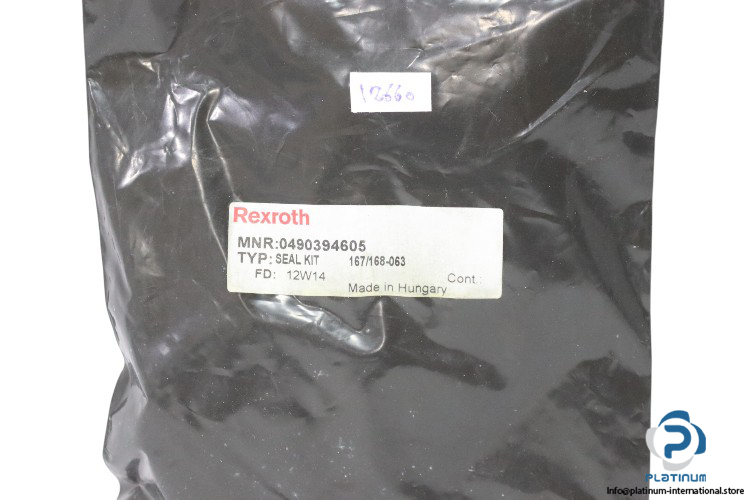 12660
Rexroth
MNR:0490394605
TYP: SEAL KIT 167/168-063
FD: 12W14 Cont.:
Made in Hungary
PLATINUM
Info@platinum-international.store